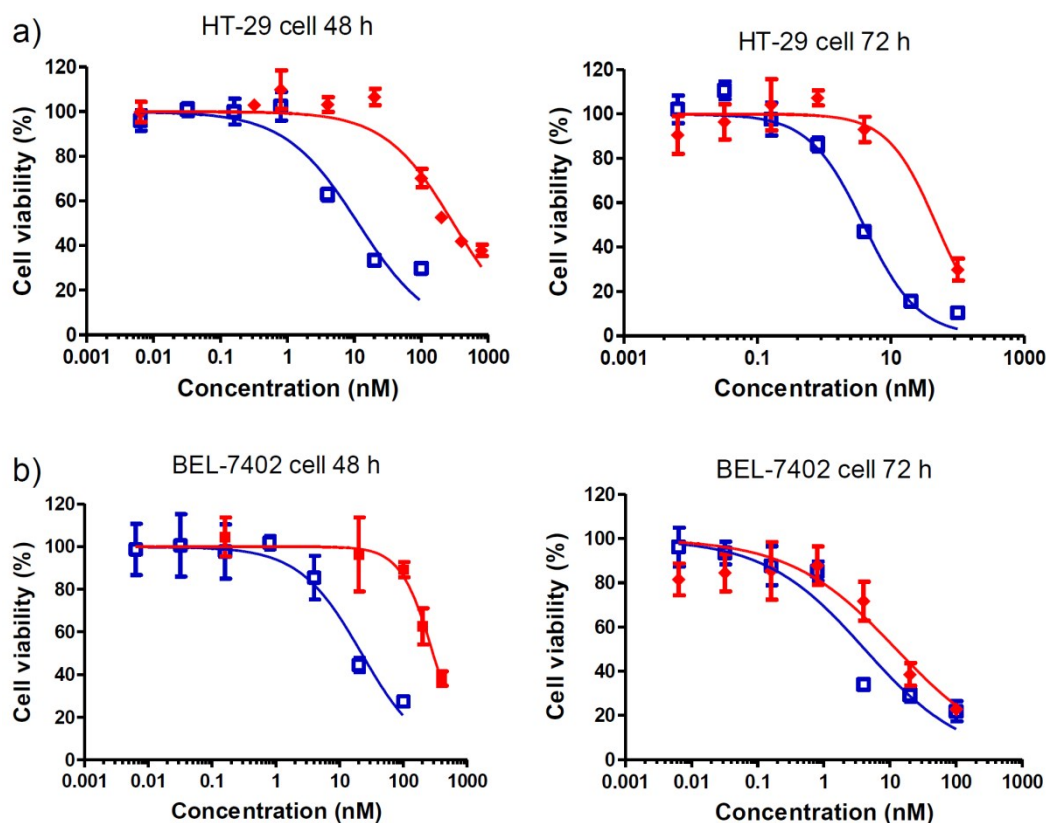 a)
HT-29 cell 48 h
Cell viability (%)
120
100
80
60
40
20
0
0.001 0.01 0.1 1 10 100 1000
Concentration (nM)
HT-29 cell 72 h
Cell viability (%)
120
100
80
60
40
20
0
0.001 0.1 10 1000
Concentration (nM)
b)
BEL-7402 cell 48 h
Cell viability (%)
120
100
80
60
40
20
0
0.001 0.01 0.1 1 10 100 1000
Concentration (nM)
BEL-7402 cell 72 h
Cell viability (%)
120
100
80
60
40
20
0
0.001 0.01 0.1 1 10 100 1000
Concentration (nM)